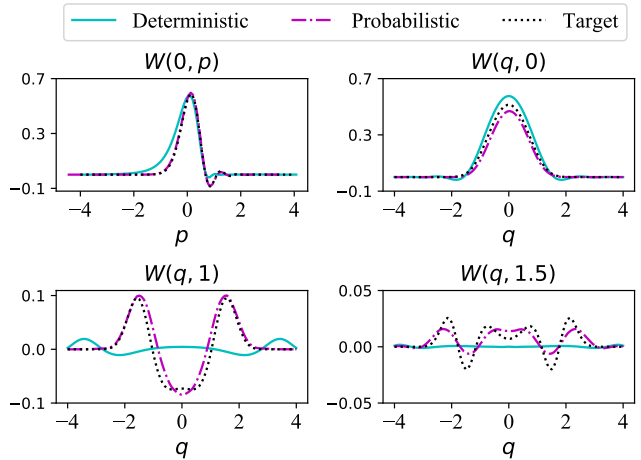 Deterministic Probabilistic Target
W(0, p) W(q, 0)
0.7 0.7
0.3 0.3
−0.1 −0.1
−4 −2 0 2 4 −4 −2 0 2 4
p q
W(q, 1) W(q, 1.5)
0.1 0.05
0.0 0.00
−0.1 −0.05
−4 −2 0 2 4 −4 −2 0 2 4
q q